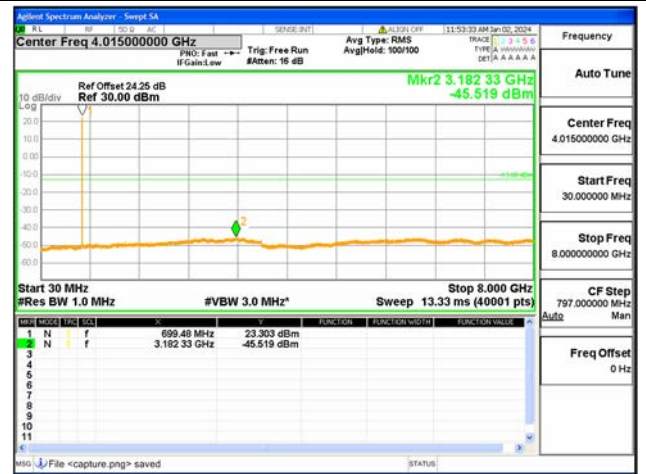 Agilent Spectrum Analyzer - Swept SA
RL RF 50 Ω AC SENSE:INT ALIGN OFF 11:53:33 AM Jan 02, 2024
Center Freq 4.015000000 GHz
PNO: Fast
IFGain:Low
Trig: Free Run
#Atten: 16 dB
Avg Type: RMS
Avg|Hold: 100/100
TRACE 1 2 3 4 5 6
TYPE A
DET A A A A A A
Frequency
Auto Tune
Mkr2 3.182 33 GHz
-45.519 dBm
Ref Offset 24.25 dB
10 dB/div Ref 30.00 dBm
Log
20.0
10.0
0.00
-10.0
-20.0
-30.0
-40.0
-50.0
-60.0
1
2
Center Freq
4.015000000 GHz
Start Freq
30.000000 MHz
Stop Freq
8.000000000 GHz
CF Step
797.000000 MHz
Auto Man
Freq Offset
0 Hz
Start 30 MHz Stop 8.000 GHz
#Res BW 1.0 MHz #VBW 3.0 MHz* Sweep 13.33 ms (40001 pts)
MKR MODE TRC SCL X Y FUNCTION FUNCTION WIDTH FUNCTION VALUE
1 N 1 f 699.48 MHz 23.303 dBm
2 N 1 f 3.182 33 GHz -45.519 dBm
3
4
5
6
7
8
9
10
11
MSG File <capture.png> saved STATUS